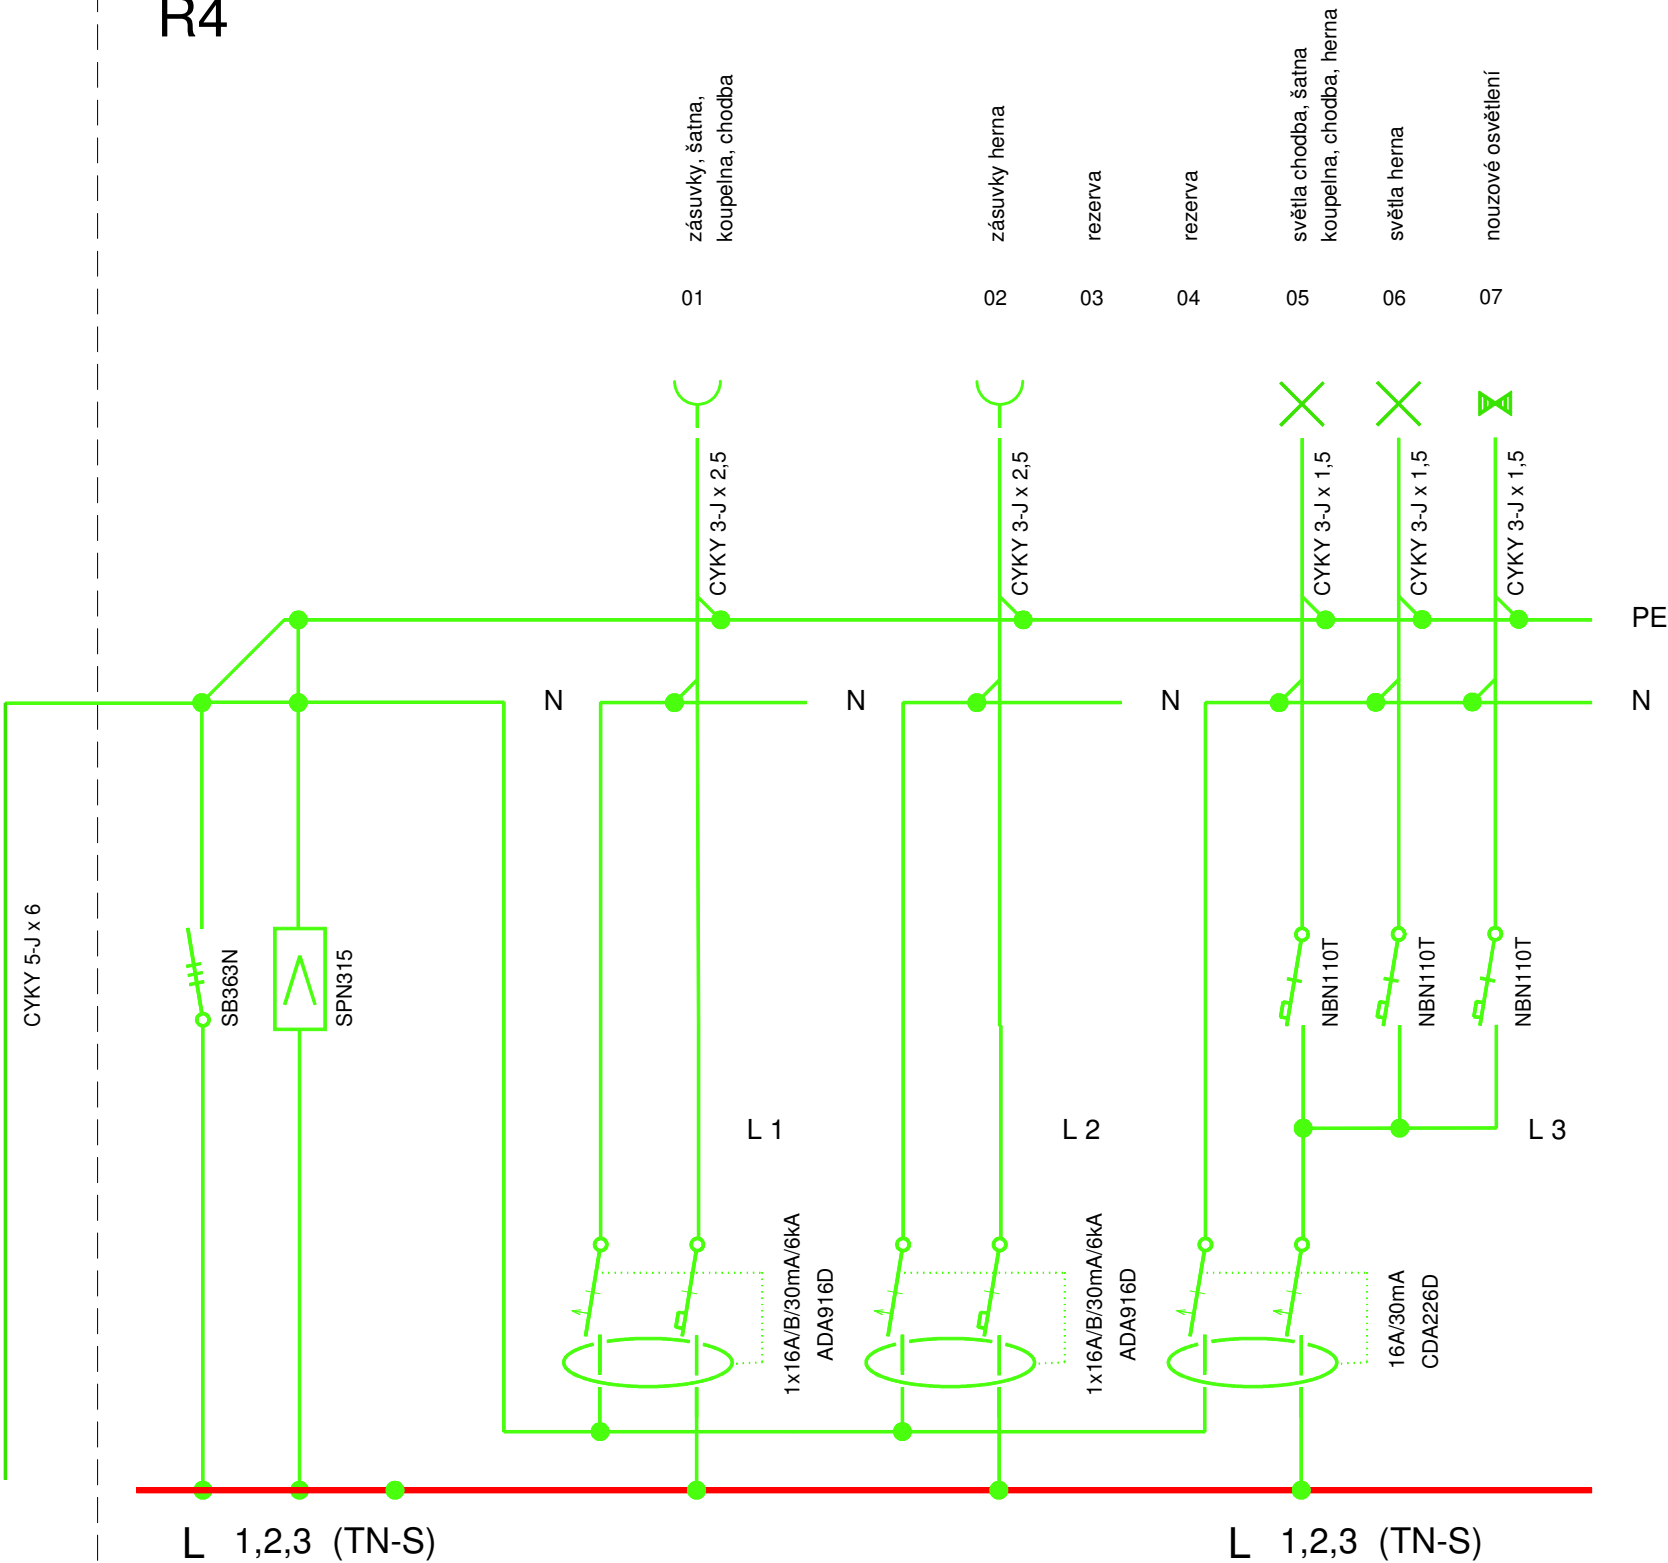 R4
zásuvky, šatna,
koupelna, chodba
zásuvky herna
rezerva
rezerva
světla chodba, šatna
koupelna, chodba, herna
světla herna
nouzové osvětlení
01
02
03
04
05
06
07
CYKY 3-J x 2,5
CYKY 3-J x 2,5
CYKY 3-J x 1,5
CYKY 3-J x 1,5
CYKY 3-J x 1,5
PE
N
N
N
N
CYKY 5-J x 6
SB363N
SPN315
NBN110T
NBN110T
NBN110T
L 1
L 2
L 3
1x16A/B/30mA/6kA
ADA916D
1x16A/B/30mA/6kA
ADA916D
16A/30mA
CDA226D
L 1,2,3 (TN-S)
L 1,2,3 (TN-S)